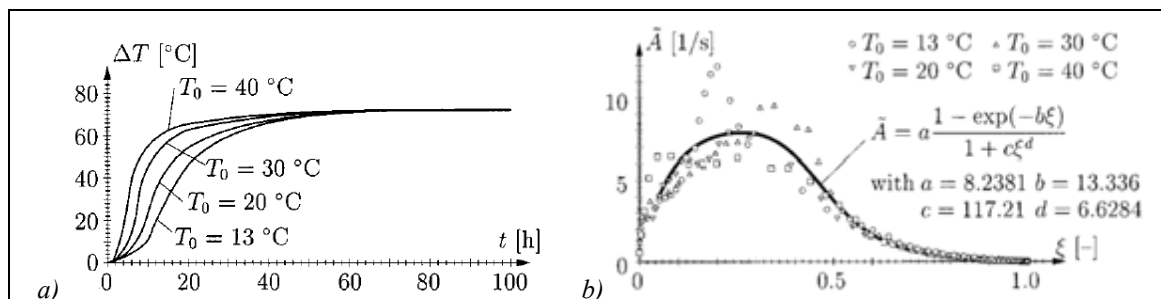 ΔT [°C]
80
60
40
20
0
T₀ = 40 °C
T₀ = 30 °C
T₀ = 20 °C
T₀ = 13 °C
t [h]
0 20 40 60 80 100
a)
Ã [1/s]
10
5
0
○ T₀ = 13 °C ▵ T₀ = 30 °C
▿ T₀ = 20 °C □ T₀ = 40 °C
Ã = a (1 − exp(−bξ)) / (1 + cξᵈ)
with a = 8.2381 b = 13.336
c = 117.21 d = 6.6284
ξ [−]
0 0.5 1.0
b)